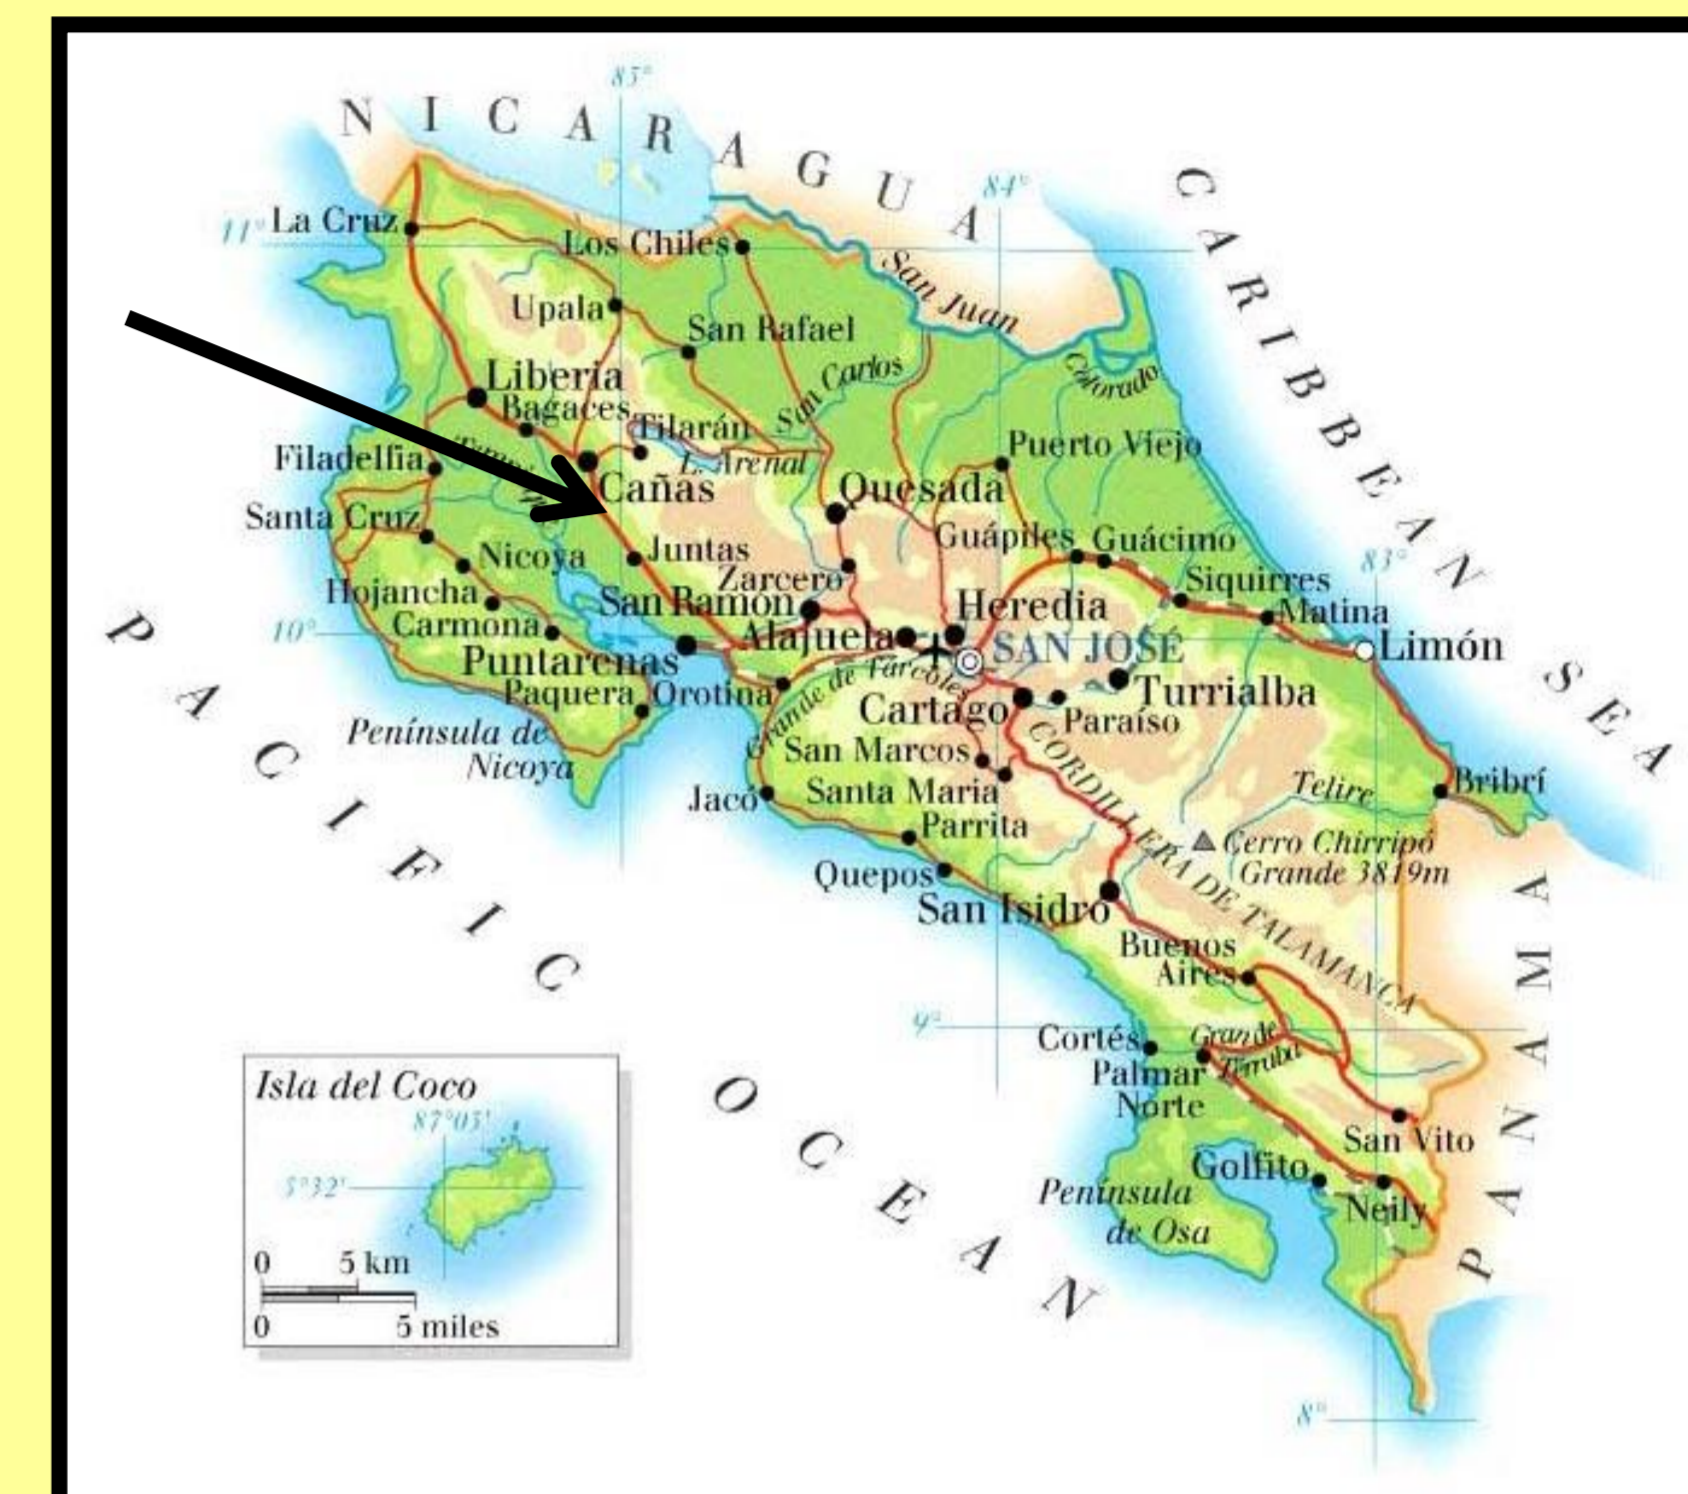 85°
NICARAGUA
84°
CARIBBEAN SEA
11°
La Cruz
Los Chiles
San Juan
Upala
San Rafael
San Carlos
Colorado
Liberia
Bagaces
Tilarán
L. Arenal
Puerto Viejo
Filadelfia
Cañas
Quesada
Santa Cruz
Guápiles
Guácimo
Nicoya
Juntas
Zarcero
83°
Siquirres
Hojancha
San Ramón
Heredia
Matina
Carmona
Alajuela
10°
SAN JOSÉ
Limón
Puntarenas
Grande de Tárcoles
Paquera
Orotina
Cartago
Turrialba
Paraíso
Península de
Nicoya
San Marcos
CORDILLERA DE TALAMANCA
Jacó
Santa Maria
Telire
Bribrí
Parrita
Cerro Chirripó
Grande 3819m
Quepos
San Isidro
PACIFIC OCEAN
PANAMA
Buenos
Aires
9°
Cortés
Grande
Térraba
Palmar
Norte
San Vito
Golfito
Neily
Península
de Osa
8°
Isla del Coco
87°05'
5°32'
0 5 km
0 5 miles